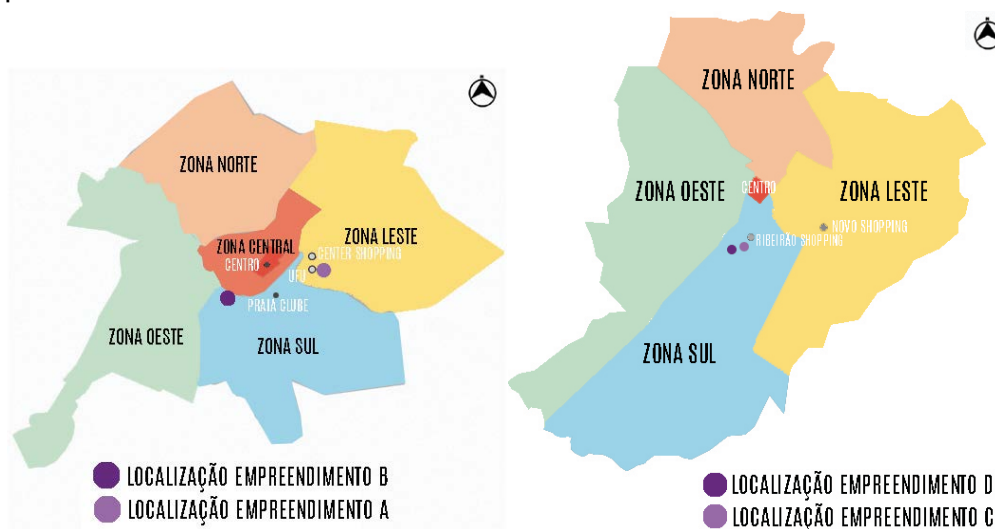 ZONA NORTE
ZONA CENTRAL
CENTRO
ZONA LESTE
CENTER SHOPPING
UFU
PRAIA CLUBE
ZONA OESTE
ZONA SUL
LOCALIZAÇÃO EMPREENDIMENTO B
LOCALIZAÇÃO EMPREENDIMENTO A
ZONA NORTE
ZONA OESTE
CENTRO
ZONA LESTE
NOVO SHOPPING
RIBEIRÃO SHOPPING
ZONA SUL
LOCALIZAÇÃO EMPREENDIMENTO D
LOCALIZAÇÃO EMPREENDIMENTO C